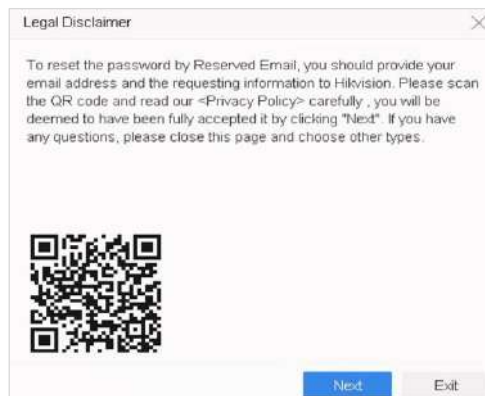 Legal Disclaimer
To reset the password by Reserved Email, you should provide your
email address and the requesting information to Hikvision. Please scan
the QR code and read our <Privacy Policy> carefully , you will be
deemed to have been fully accepted it by clicking "Next". If you have
any questions, please close this page and choose other types.
Next
Exit